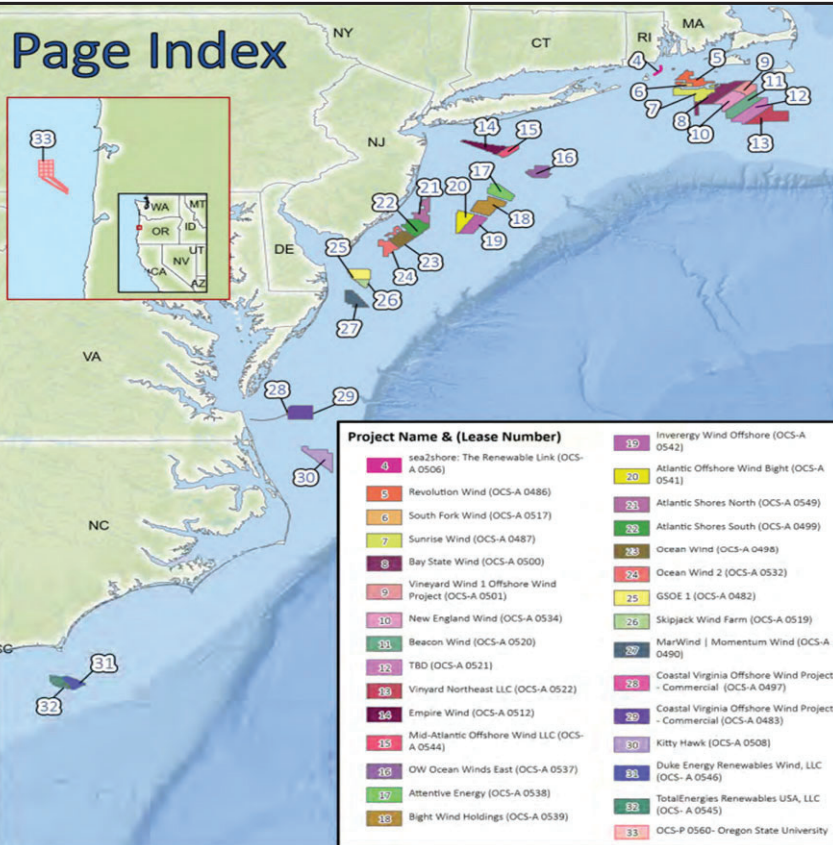 Page Index
NY
MA
RI
CT
NJ
DE
VA
NC
SC
4
5
9
6
11
7
12
8
10
13
14
15
16
17
18
21
20
22
19
23
25
24
26
27
28
29
30
31
32
33
WA
MT
OR
ID
UT
NV
CA
AZ
Project Name & (Lease Number)
4 sea2shore: The Renewable Link (OCS-
A 0506)
5 Revolution Wind (OCS-A 0486)
6 South Fork Wind (OCS-A 0517)
7 Sunrise Wind (OCS-A 0487)
8 Bay State Wind (OCS-A 0500)
9 Vineyard Wind 1 Offshore Wind
Project (OCS-A 0501)
10 New England Wind (OCS-A 0534)
11 Beacon Wind (OCS-A 0520)
12 TBD (OCS-A 0521)
13 Vinyard Northeast LLC (OCS-A 0522)
14 Empire Wind (OCS-A 0512)
15 Mid-Atlantic Offshore Wind LLC (OCS-
A 0544)
16 OW Ocean Winds East (OCS-A 0537)
17 Attentive Energy (OCS-A 0538)
18 Bight Wind Holdings (OCS-A 0539)
19 Inverergy Wind Offshore (OCS-A
0542)
20 Atlantic Offshore Wind Bight (OCS-A
0541)
21 Atlantic Shores North (OCS-A 0549)
22 Atlantic Shores South (OCS-A 0499)
23 Ocean Wind (OCS-A 0498)
24 Ocean Wind 2 (OCS-A 0532)
25 GSOE 1 (OCS-A 0482)
26 Skipjack Wind Farm (OCS-A 0519)
27 MarWind | Momentum Wind (OCS-A
0490)
28 Coastal Virginia Offshore Wind Project
- Commercial (OCS-A 0497)
29 Coastal Virginia Offshore Wind Project
- Commercial (OCS-A 0483)
30 Kitty Hawk (OCS-A 0508)
31 Duke Energy Renewables Wind, LLC
(OCS- A 0546)
32 TotalEnergies Renewables USA, LLC
(OCS- A 0545)
33 OCS-P 0560- Oregon State University